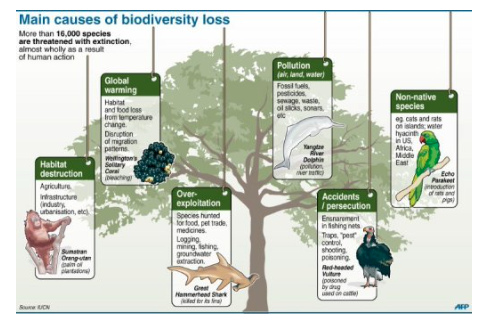 Main causes of biodiversity loss
More than 16,000 species
are threatened with extinction,
almost wholly as a result
of human action
Habitat
destruction
Agriculture,
Infrastructure
(industry,
urbanisation, etc)
Sumatran
Orang-utan
(palm oil
plantations)
Global
warming
Habitat
and food loss
from temperature
change.
Disruption
of migration
patterns.
Wellington's
Solitary
Coral
(bleaching)
Over-
exploitation
Species hunted
for food, pet trade,
medicines.
Logging,
mining, fishing,
groundwater
extraction.
Great
Hammerhead Shark
(killed for its fins)
Pollution
(air, land, water)
Fossil fuels,
pesticides,
sewage, waste,
oil slicks, sonars,
etc
Yangtze
River
Dolphin
(pollution,
river traffic)
Accidents
/ persecution
Ensnarement
in fishing nets.
Traps, "pest"
control,
shooting,
poisoning.
Red-headed
Vulture
(poisoned
by drug
used on cattle)
Non-native
species
eg. cats and rats
on islands; water
hyacinth
in US,
Africa,
Middle
East
Echo
Parakeet
(introduction
of rats and
pigs)
Source: IUCN
AFP